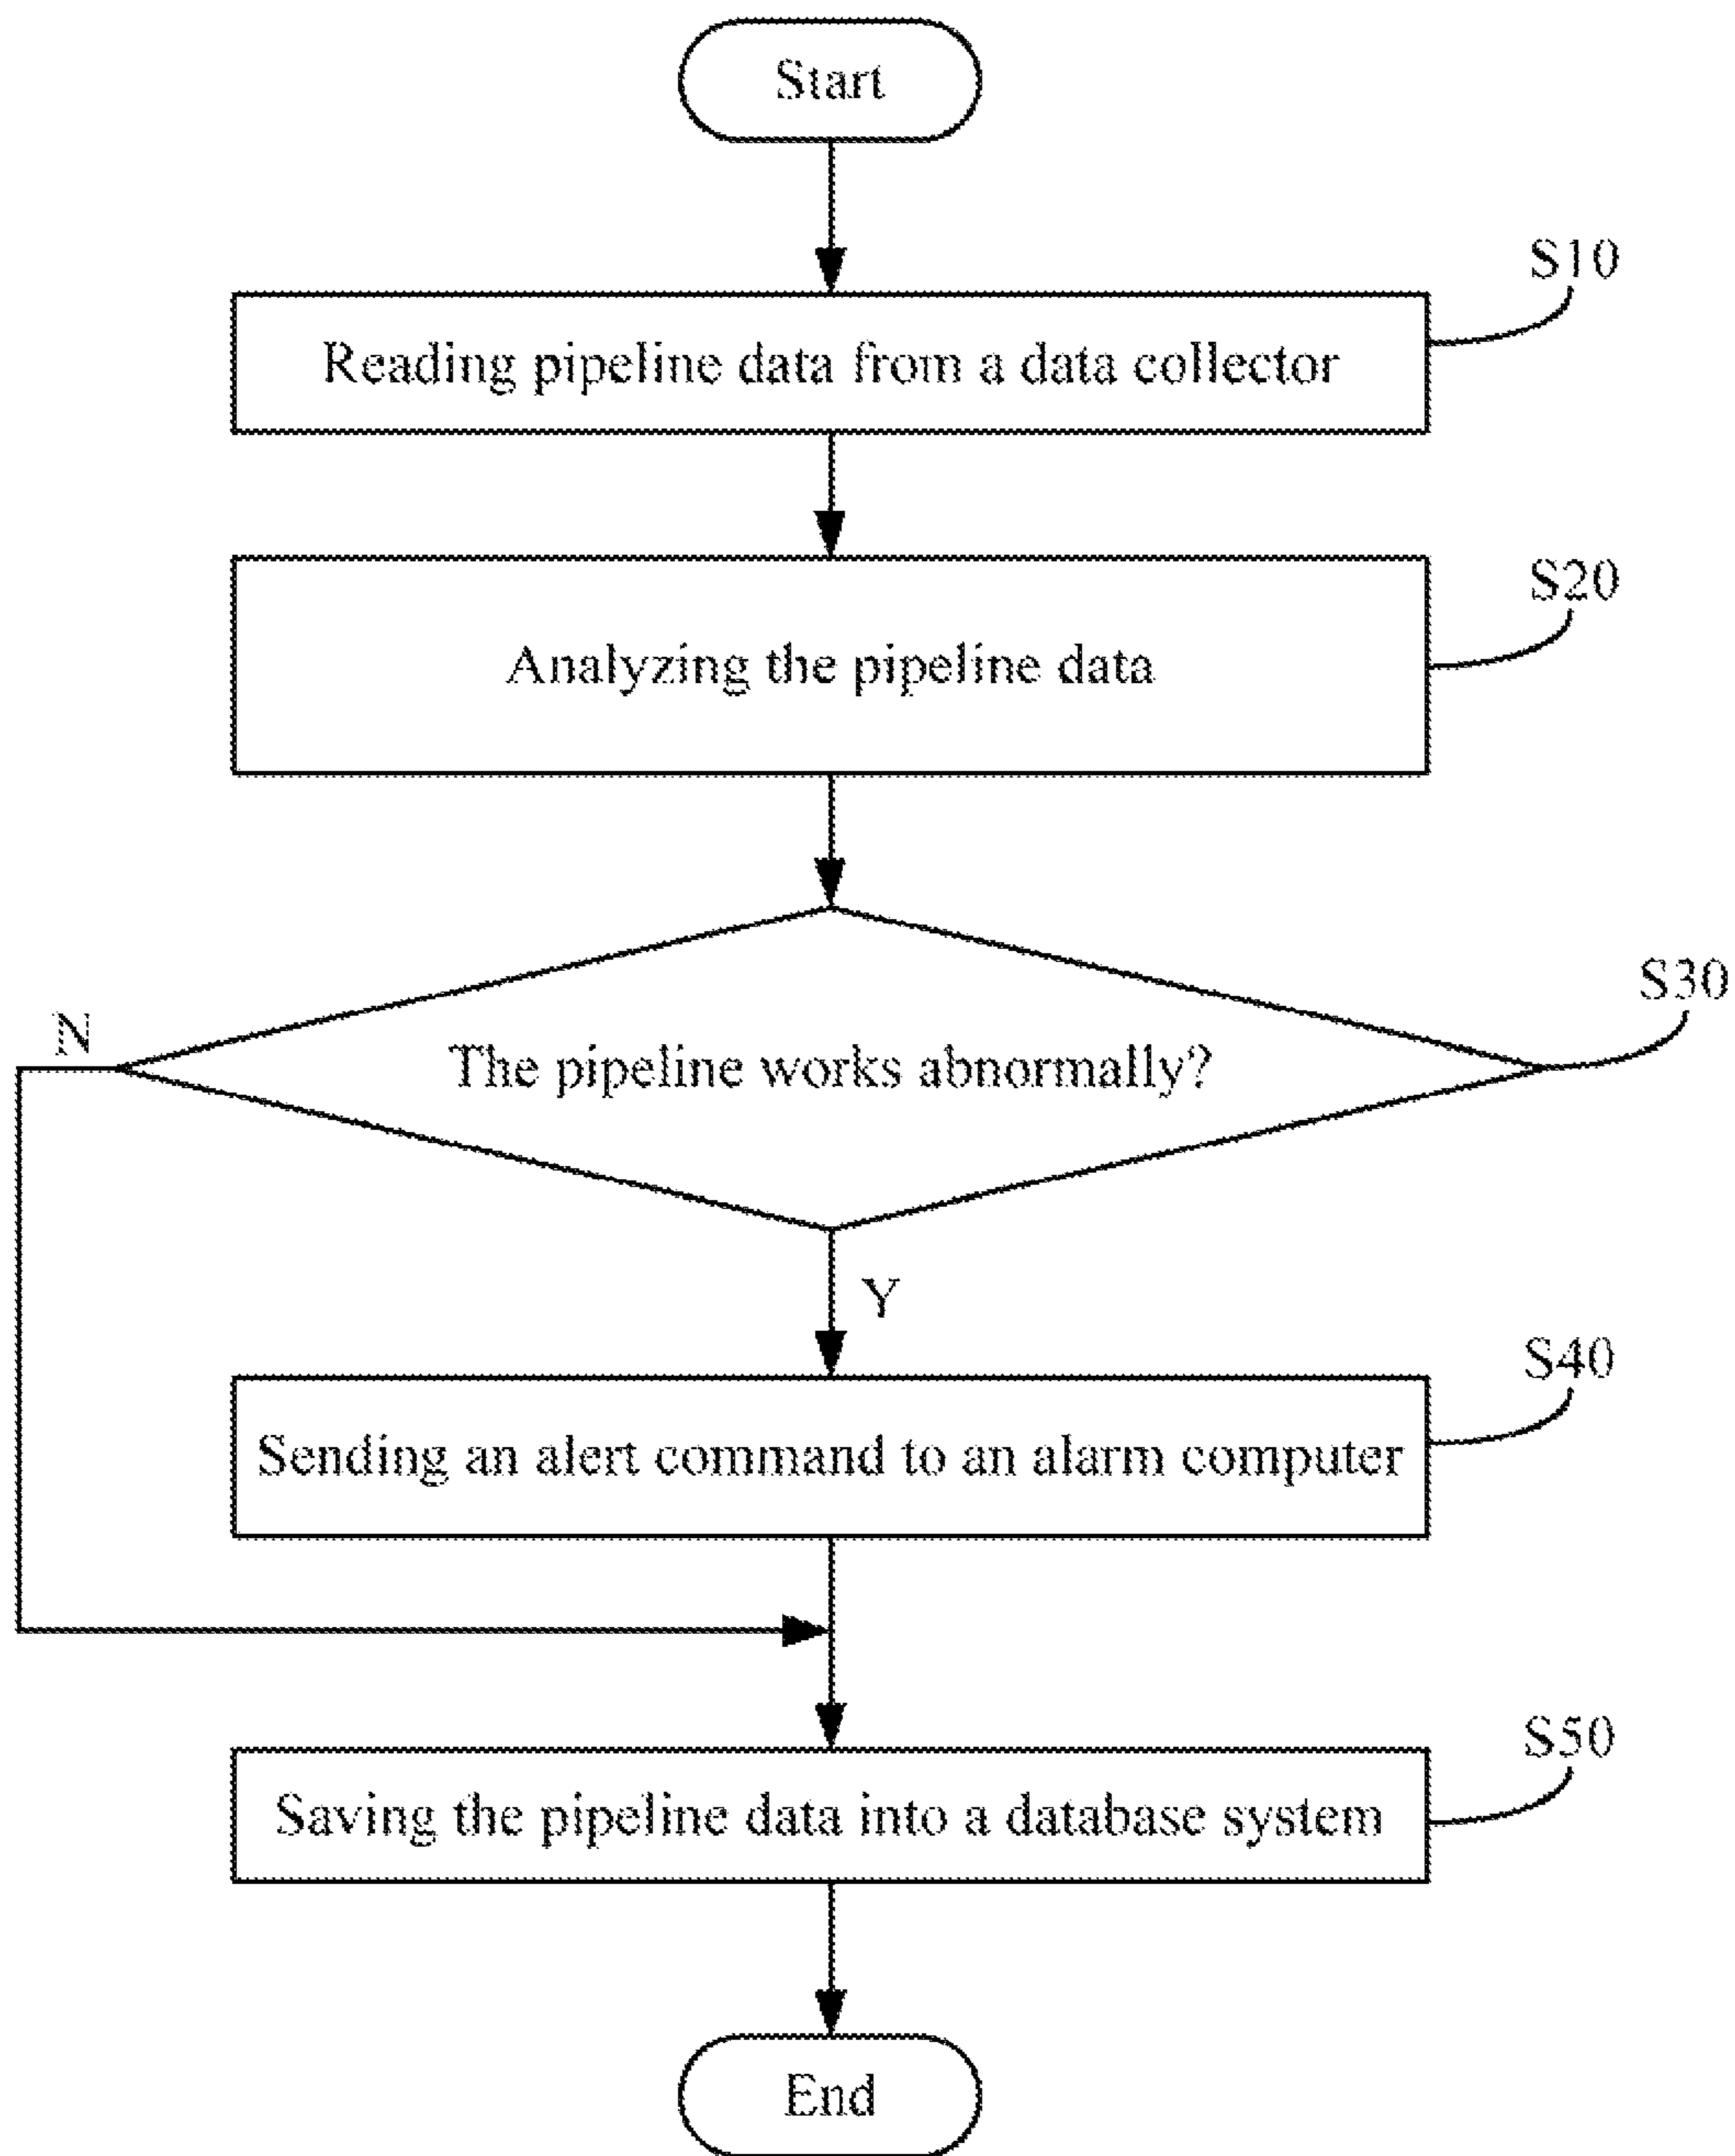 Start
S10
Reading pipeline data from a data collector
S20
Analyzing the pipeline data
S30
N
The pipeline works abnormally?
Y
S40
Sending an alert command to an alarm computer
S50
Saving the pipeline data into a database system
End